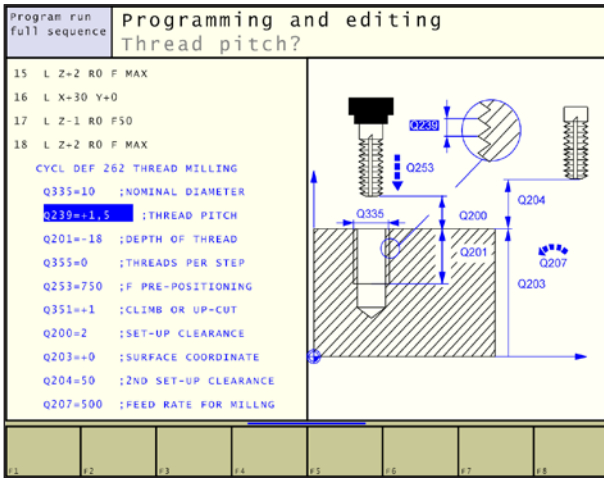 Program run
full sequence
Programming and editing
Thread pitch?
15 L Z+2 R0 F MAX
16 L X+30 Y+0
17 L Z-1 R0 F50
18 L Z+2 R0 F MAX
CYCL DEF 262 THREAD MILLING
Q335=10 ;NOMINAL DIAMETER
Q239=+1,5 ;THREAD PITCH
Q201=-18 ;DEPTH OF THREAD
Q355=0 ;THREADS PER STEP
Q253=750 ;F PRE-POSITIONING
Q351=+1 ;CLIMB OR UP-CUT
Q200=2 ;SET-UP CLEARANCE
Q203=+0 ;SURFACE COORDINATE
Q204=50 ;2ND SET-UP CLEARANCE
Q207=500 ;FEED RATE FOR MILLNG
Q239
Q253
Q204
Q335
Q200
Q201
Q207
Q203
F1
F2
F3
F4
F5
F6
F7
F8